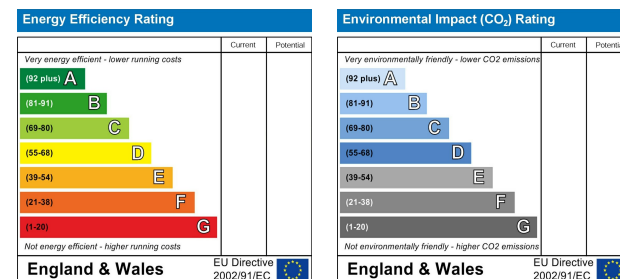 Energy Efficiency Rating
Current Potential
Very energy efficient - lower running costs
(92 plus) A
(81-91) B
(69-80) C
(55-68) D
(39-54) E
(21-38) F
(1-20) G
Not energy efficient - higher running costs
England & Wales
EU Directive
2002/91/EC
Environmental Impact (CO₂) Rating
Current Potentia
Very environmentally friendly - lower CO2 emissions
(92 plus) A
(81-91) B
(69-80) C
(55-68) D
(39-54) E
(21-38) F
(1-20) G
Not environmentally friendly - higher CO2 emissions
England & Wales
EU Directive
2002/91/EC